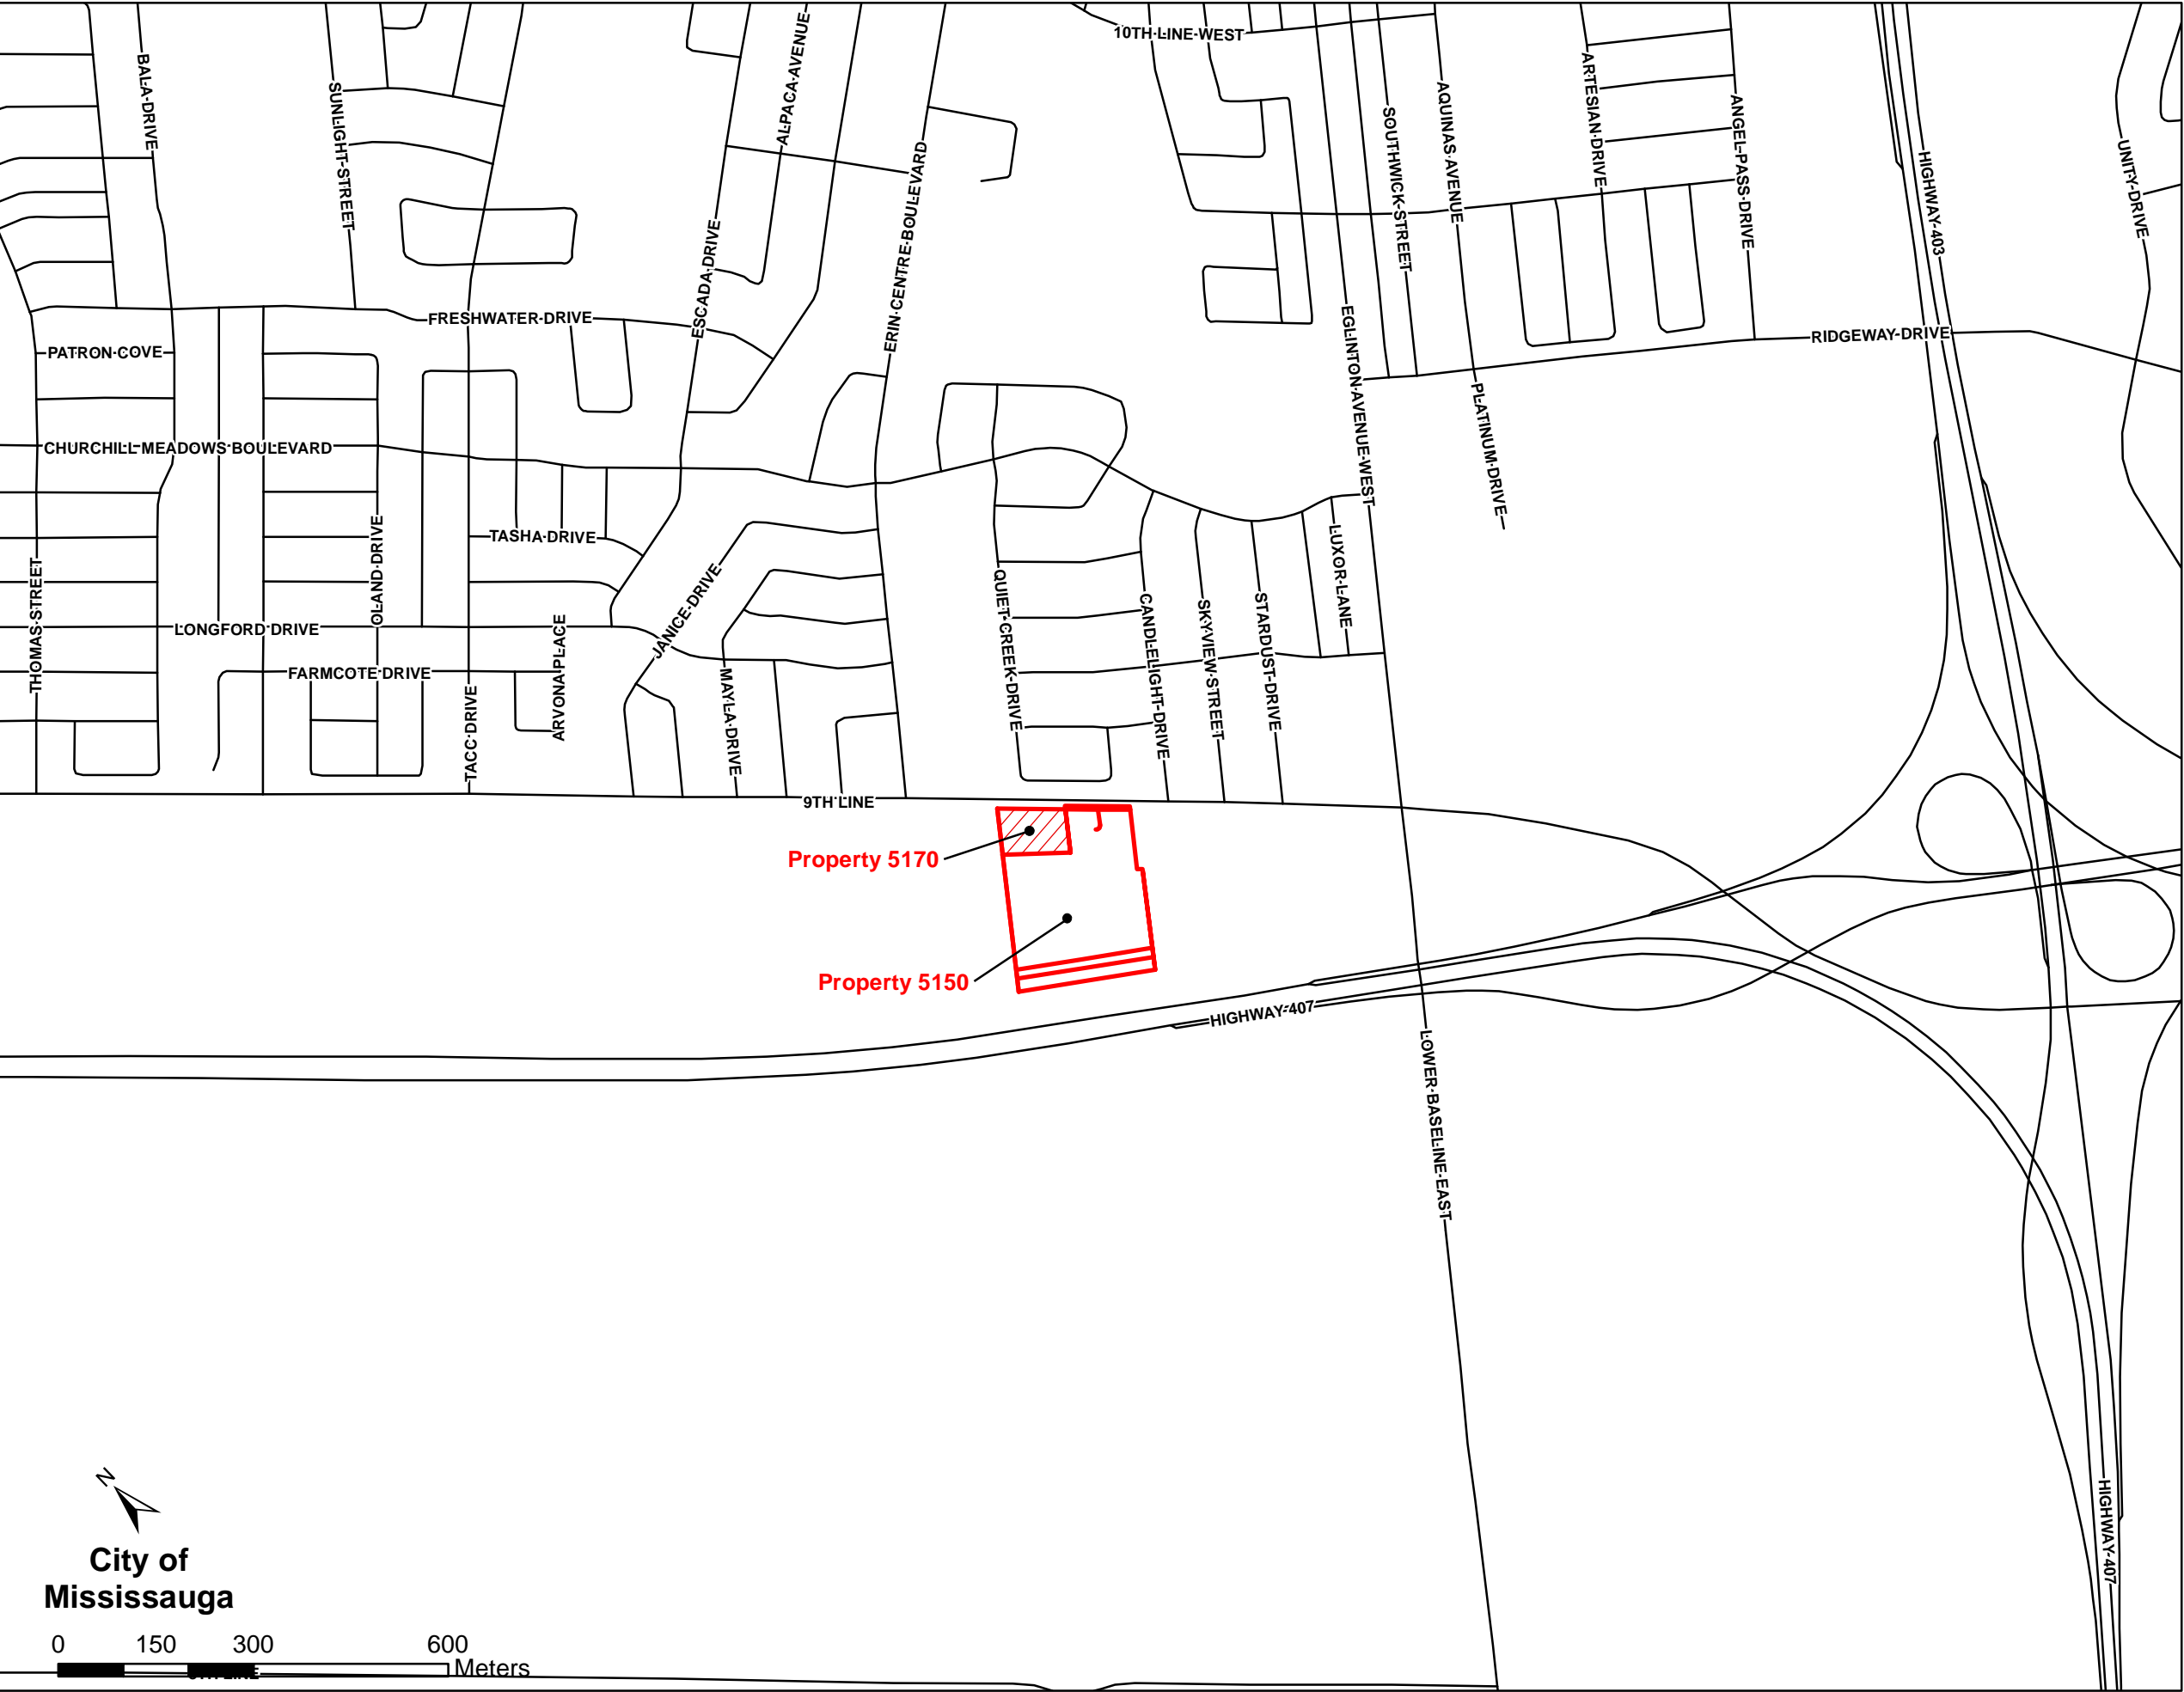 10TH LINE WEST
BALA DRIVE
SUNLIGHT STREET
ALPACA AVENUE
ERIN CENTRE BOULEVARD
ESCADA DRIVE
SOUTHWICK STREET
AQUINAS AVENUE
ARTESIAN DRIVE
ANGEL PASS DRIVE
HIGHWAY 403
UNITY DRIVE
FRESHWATER DRIVE
PATRON COVE
RIDGEWAY DRIVE
EGLINTON AVENUE WEST
PLATINUM DRIVE
CHURCHILL MEADOWS BOULEVARD
TASHA DRIVE
OLAND DRIVE
THOMAS STREET
LONGFORD DRIVE
FARMCOTE DRIVE
TACC DRIVE
ARVONA PLACE
JANICE DRIVE
MAYLA DRIVE
QUIET CREEK DRIVE
CANDLELIGHT DRIVE
SKYVIEW STREET
STARDUST DRIVE
LUXOR LANE
9TH LINE
Property 5170
Property 5150
HIGHWAY 407
LOWER BASELINE EAST
HIGHWAY 407
N
City of
Mississauga
0 150 300 600
Meters